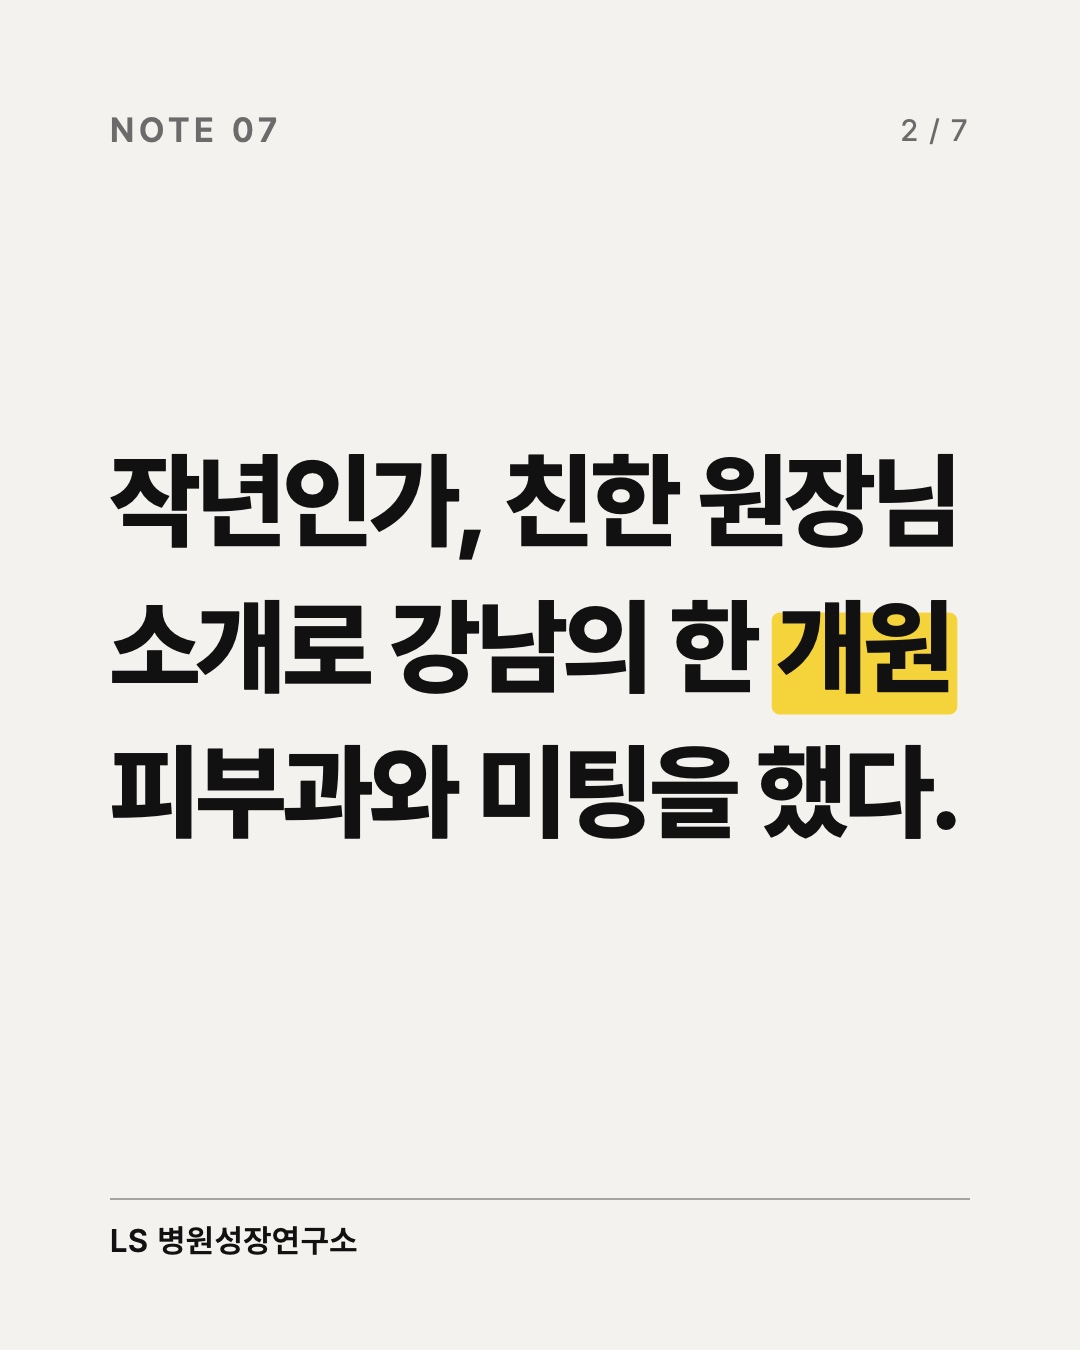 NOTE 07
2 / 7
작년인가, 친한 원장님
소개로 강남의 한 개원
피부과와 미팅을 했다.
LS 병원성장연구소